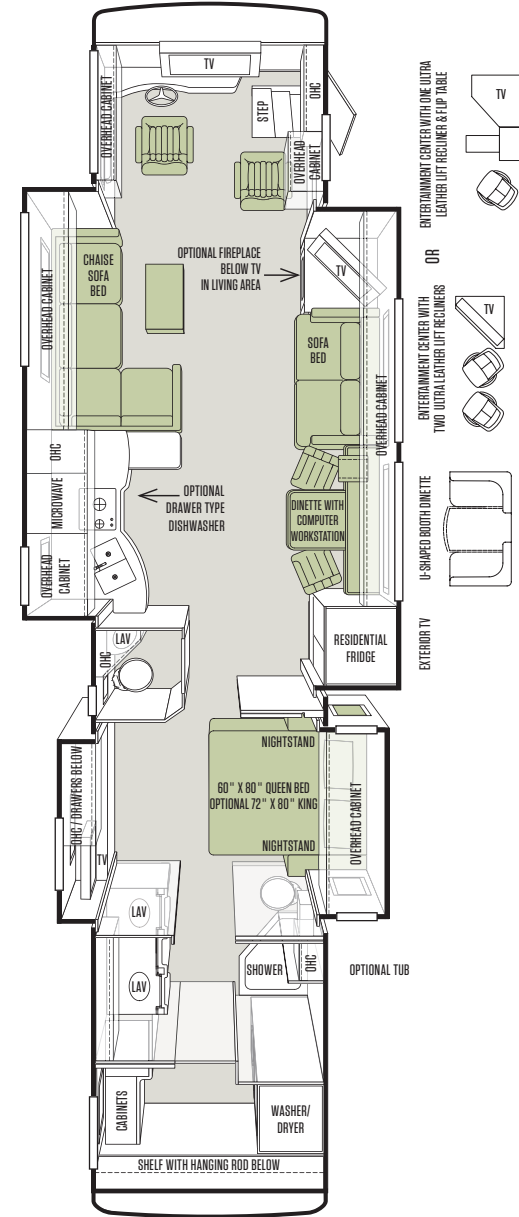 TV
OVERHEAD CABINET
STEP
OHC
OVERHEAD
CABINET
OVERHEAD CABINET
CHAISE
SOFA
BED
OPTIONAL FIREPLACE
BELOW TV
IN LIVING AREA
TV
SOFA
BED
OVERHEAD CABINET
OHC
MICROWAVE
OPTIONAL
DRAWER TYPE
DISHWASHER
DINETTE WITH
COMPUTER
WORKSTATION
OVERHEAD
CABINET
LAV
OHC
RESIDENTIAL
FRIDGE
NIGHTSTAND
60" X 80" QUEEN BED
OPTIONAL 72" X 80" KING
NIGHTSTAND
OVERHEAD CABINET
OHC / DRAWERS BELOW
TV
LAV
LAV
SHOWER
OHC
OPTIONAL TUB
CABINETS
WASHER/
DRYER
SHELF WITH HANGING ROD BELOW
ENTERTAINMENT CENTER WITH ONE ULTRA
LEATHER LIFT RECLINER & FLIP TABLE
TV
OR
ENTERTAINMENT CENTER WITH
TWO ULTRA LEATHER LIFT RECLINERS
TV
U-SHAPED BOOTH DINETTE
EXTERIOR TV